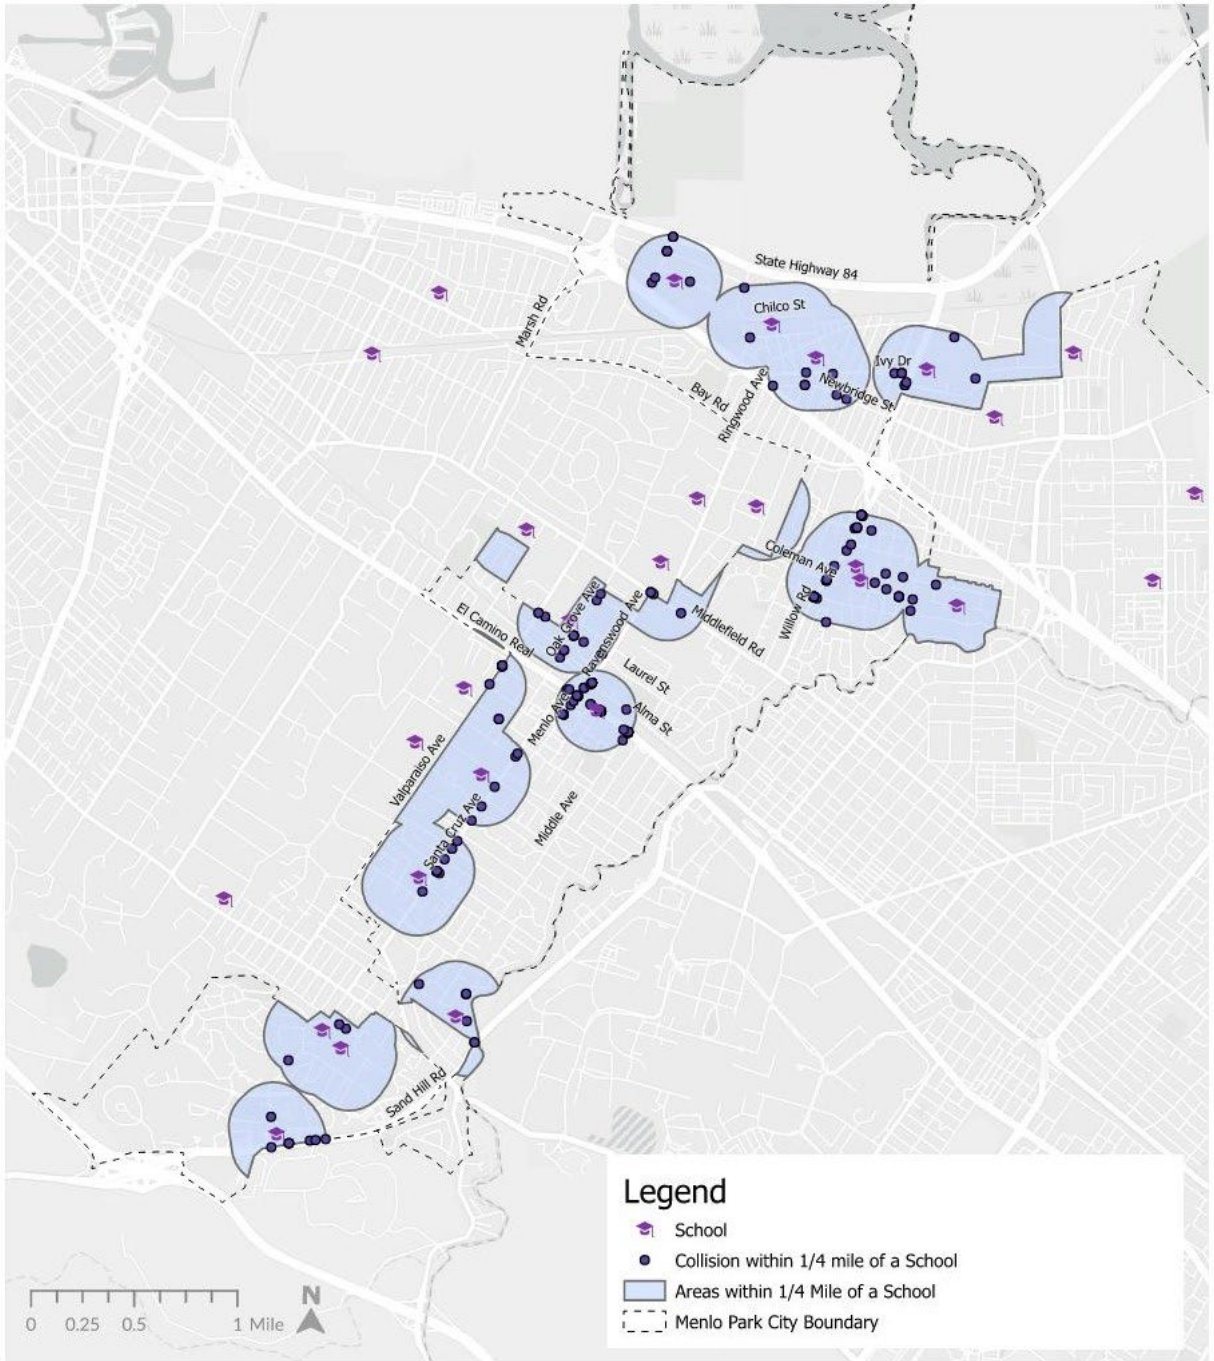 State Highway 84
Marsh Rd
Chilco St
Ivy Dr
Newbridge St
Bay Rd
Ringwood Ave
Coleman Ave
Willow Rd
Middlefield Rd
El Camino Real
Oak Grove Ave
Ravenswood Ave
Laurel St
Menlo Ave
Alma St
Valparaiso Ave
Santa Cruz Ave
Middle Ave
Sand Hill Rd
Legend
School
Collision within 1/4 mile of a School
Areas within 1/4 Mile of a School
Menlo Park City Boundary
N
0 0.25 0.5 1 Mile